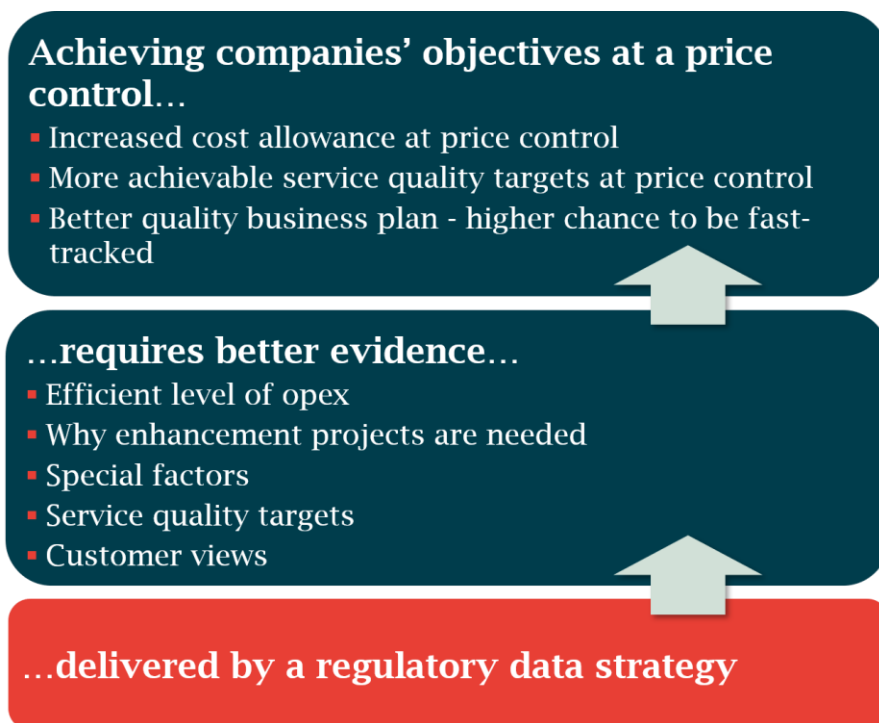 Achieving companies’ objectives at a price
control…
▪ Increased cost allowance at price control
▪ More achievable service quality targets at price control
▪ Better quality business plan - higher chance to be fast-
tracked
…requires better evidence…
▪ Efficient level of opex
▪ Why enhancement projects are needed
▪ Special factors
▪ Service quality targets
▪ Customer views
…delivered by a regulatory data strategy